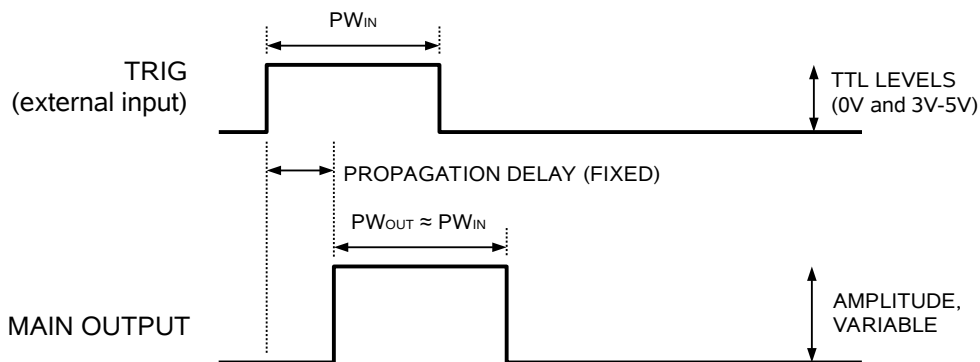 PWIN
TRIG
(external input)
TTL LEVELS
(0V and 3V-5V)
PROPAGATION DELAY (FIXED)
PWOUT ≈ PWIN
MAIN OUTPUT
AMPLITUDE,
VARIABLE